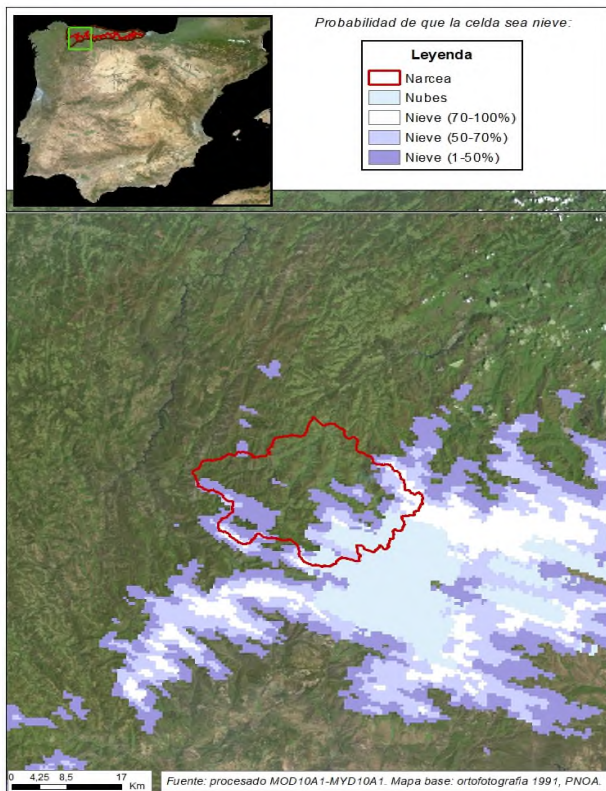 Probabilidad de que la celda sea nieve:
Leyenda
Narcea
Nubes
Nieve (70-100%)
Nieve (50-70%)
Nieve (1-50%)
0 4,25 8,5 17
Km
Fuente: procesado MOD10A1-MYD10A1. Mapa base: ortofotografia 1991, PNOA.